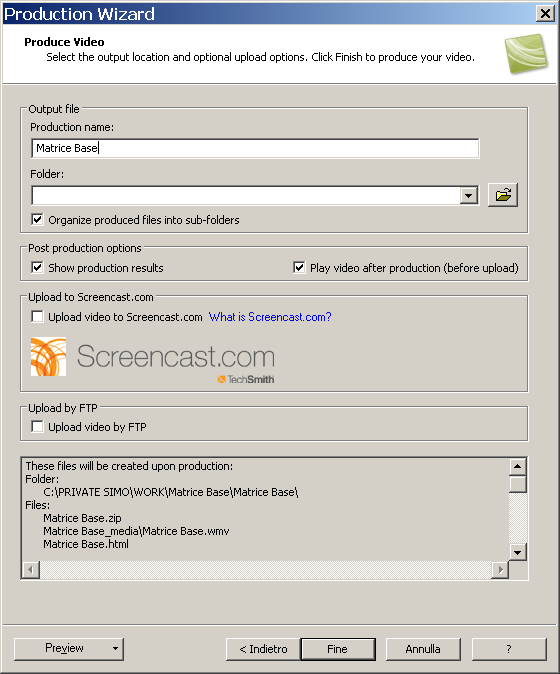 Production Wizard
Produce Video
Select the output location and optional upload options. Click Finish to produce your video.
Output file
Production name:
Matrice Base
Folder:
Organize produced files into sub-folders
Post production options
Show production results
Play video after production (before upload)
Upload to Screencast.com
Upload video to Screencast.com What is Screencast.com?
Screencast.com
TechSmith
Upload by FTP
Upload video by FTP
These files will be created upon production:
Folder:
C:\PRIVATE SIMO\WORK\Matrice Base\Matrice Base\
Files:
Matrice Base.zip
Matrice Base_media\Matrice Base.wmv
Matrice Base.html
Preview
< Indietro
Fine
Annulla
?